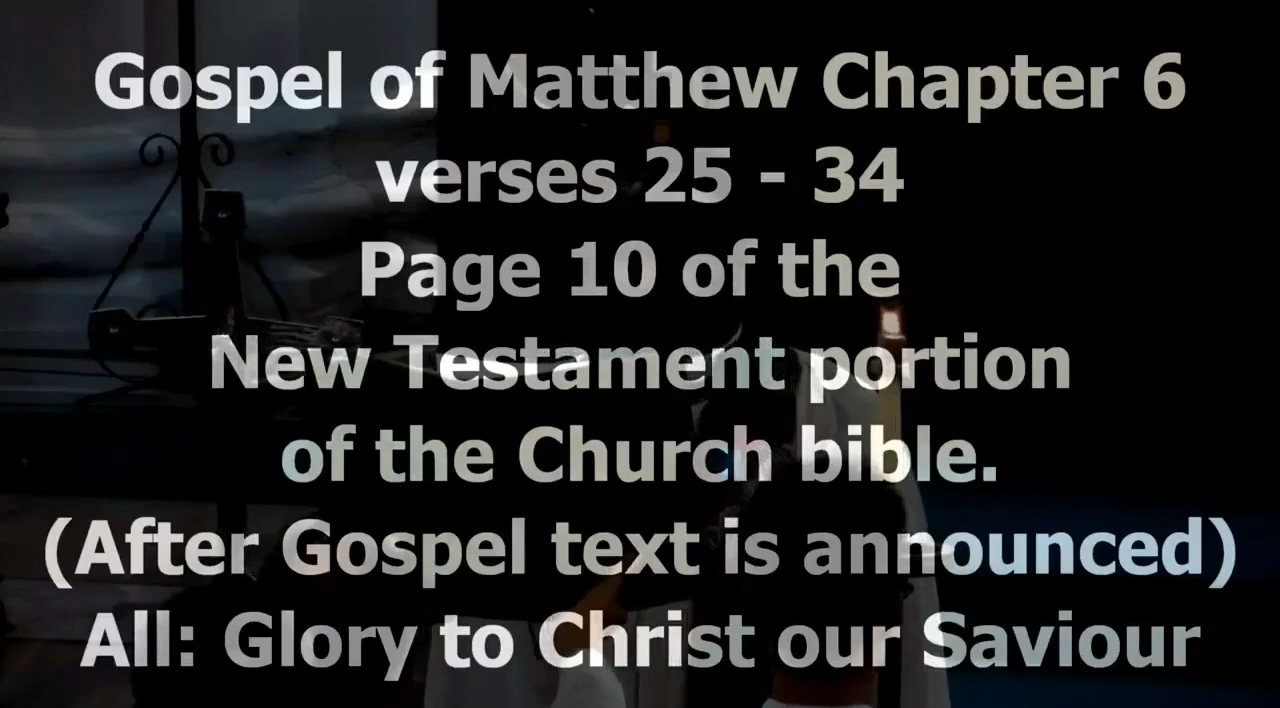 Gospel of Matthew Chapter 6
verses 25 - 34
Page 10 of the
New Testament portion
of the Church bible.
(After Gospel text is announced)
All: Glory to Christ our Saviour